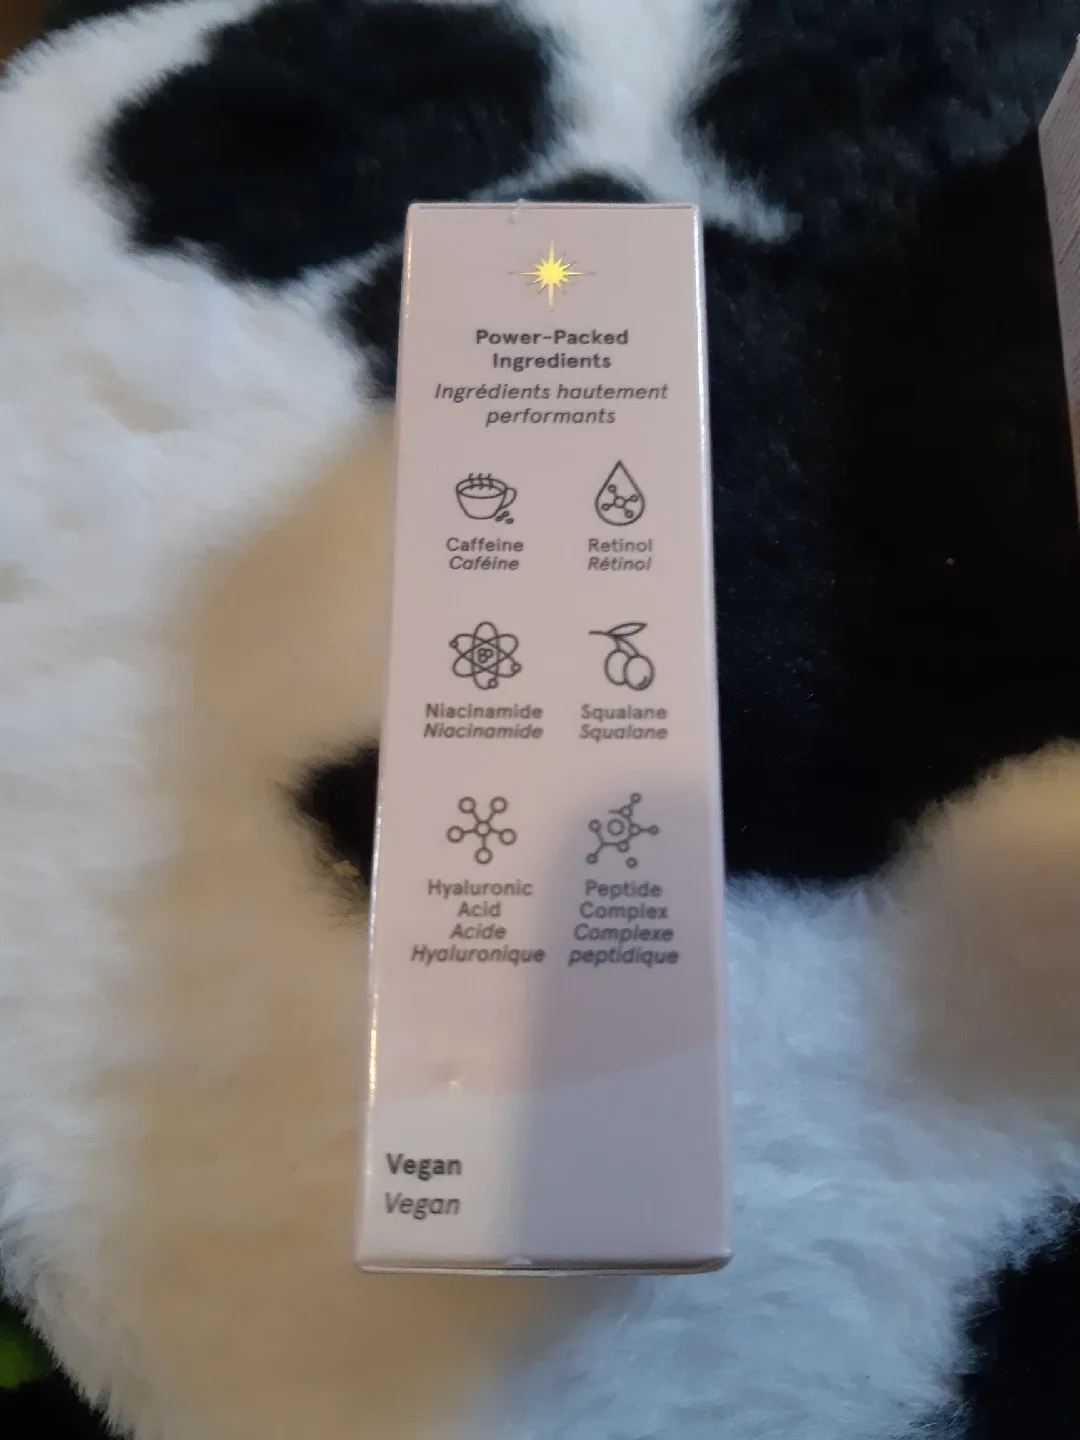 Power-Packed
Ingredients
Ingrédients hautement
performants
Caffeine
Caféine
Retinol
Rétinol
Niacinamide
Niacinamide
Squalane
Squalane
Hyaluronic
Acid
Acide
Hyaluronique
Peptide
Complex
Complexe
peptidique
Vegan
Vegan